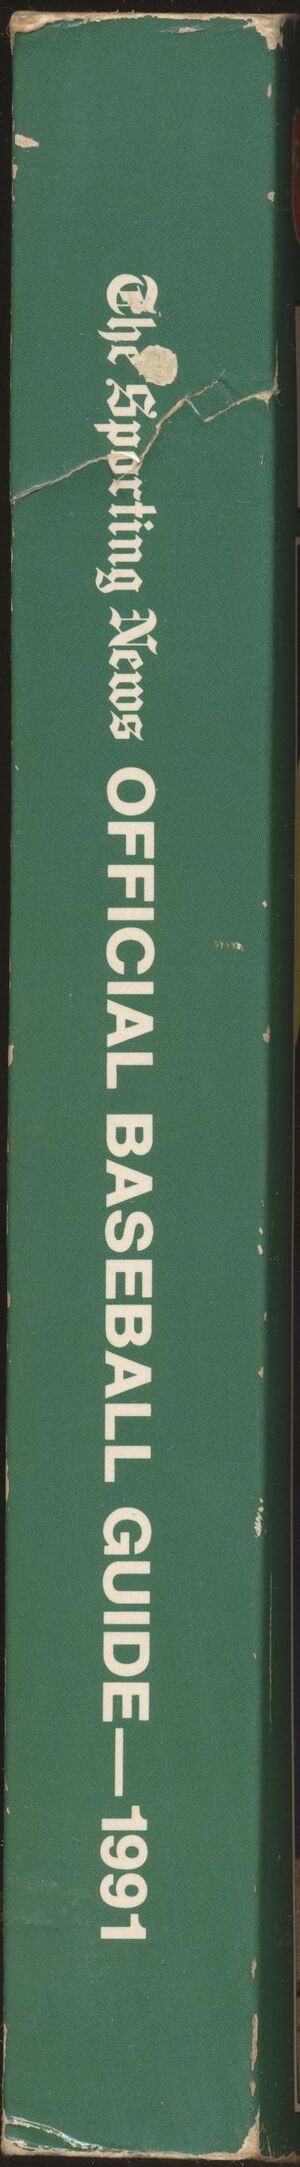 The Sporting News OFFICIAL BASEBALL GUIDE—1991